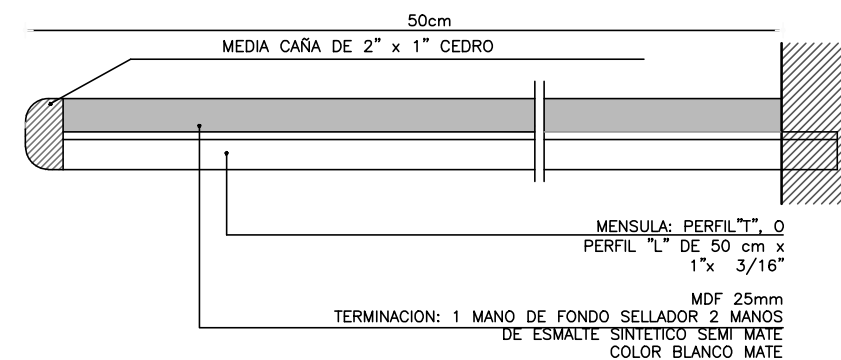 50cm
MEDIA CAÑA DE 2" x 1" CEDRO
MENSULA: PERFIL"T", O
PERFIL "L" DE 50 cm x
1"x 3/16"
MDF 25mm
TERMINACION: 1 MANO DE FONDO SELLADOR 2 MANOS
DE ESMALTE SINTETICO SEMI MATE
COLOR BLANCO MATE